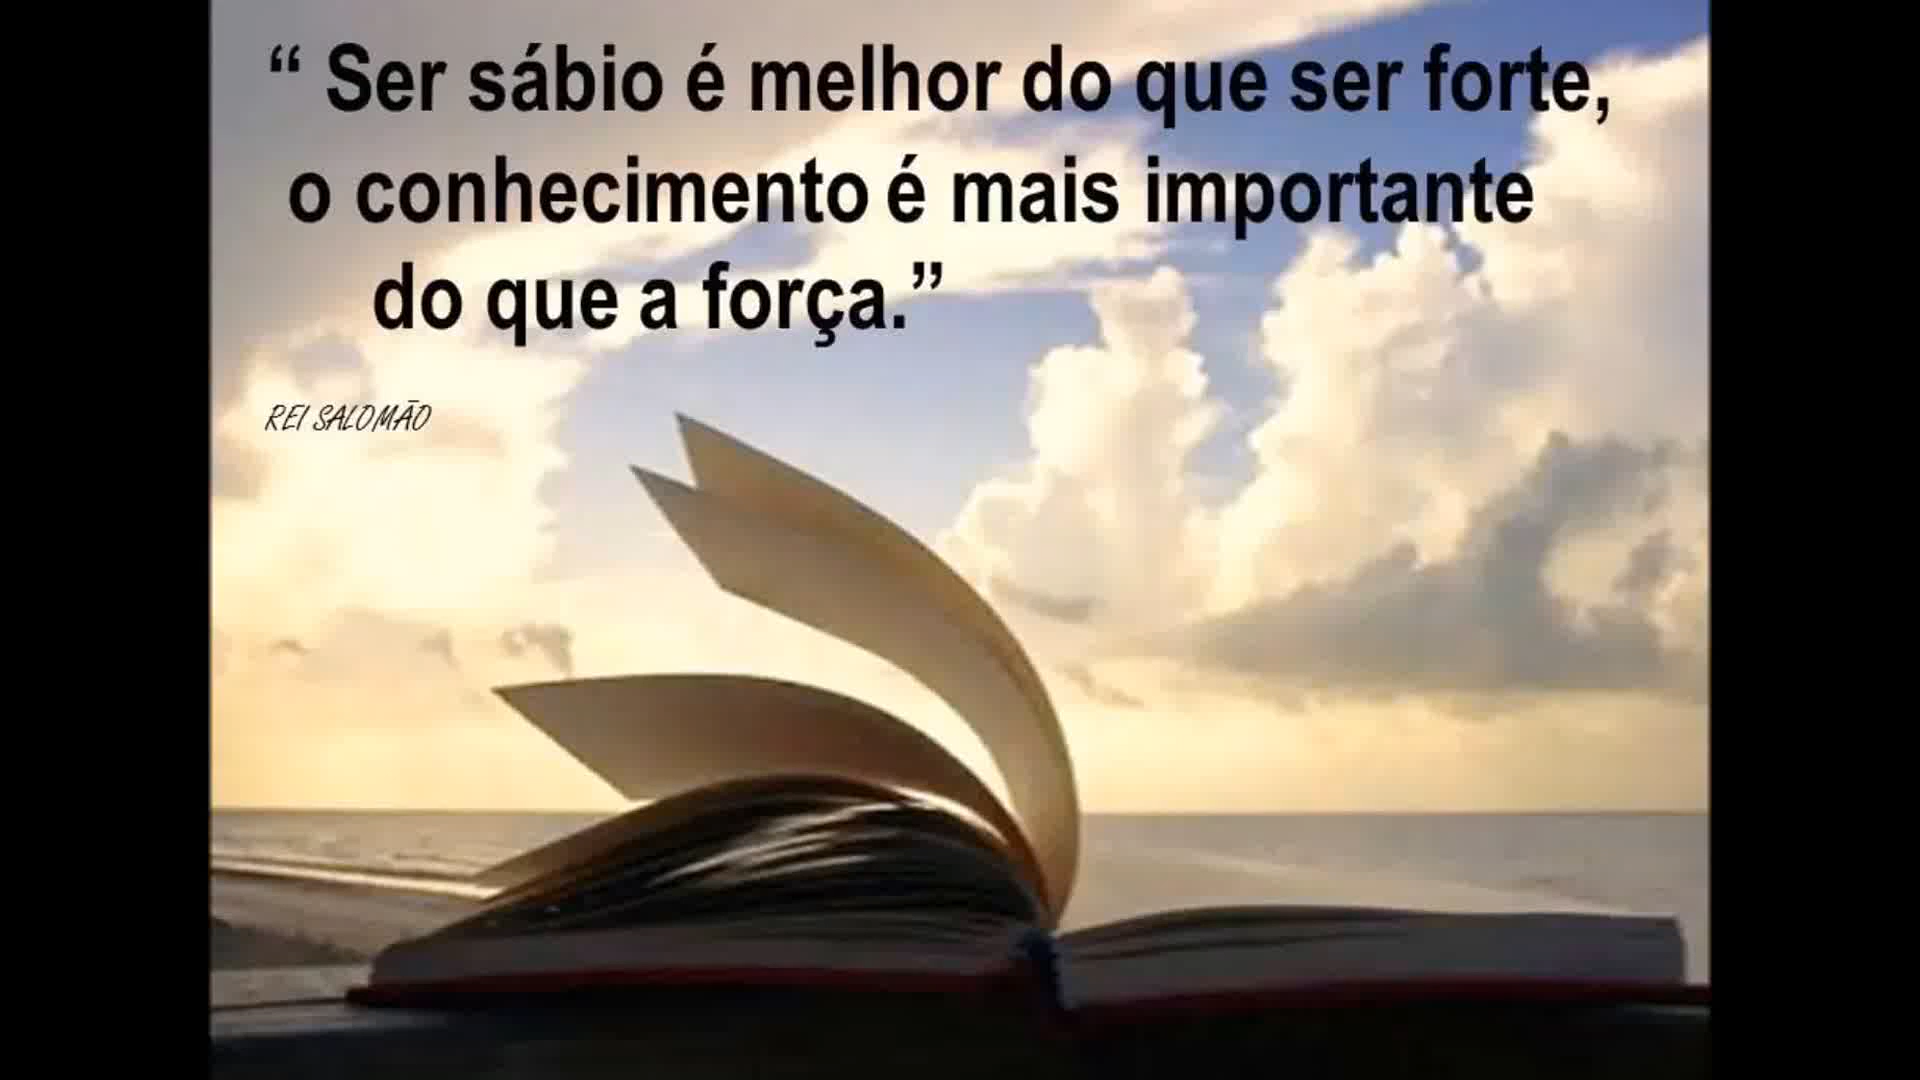 “ Ser sábio é melhor do que ser forte,
o conhecimento é mais importante
do que a força.”
REI SALOMÃO